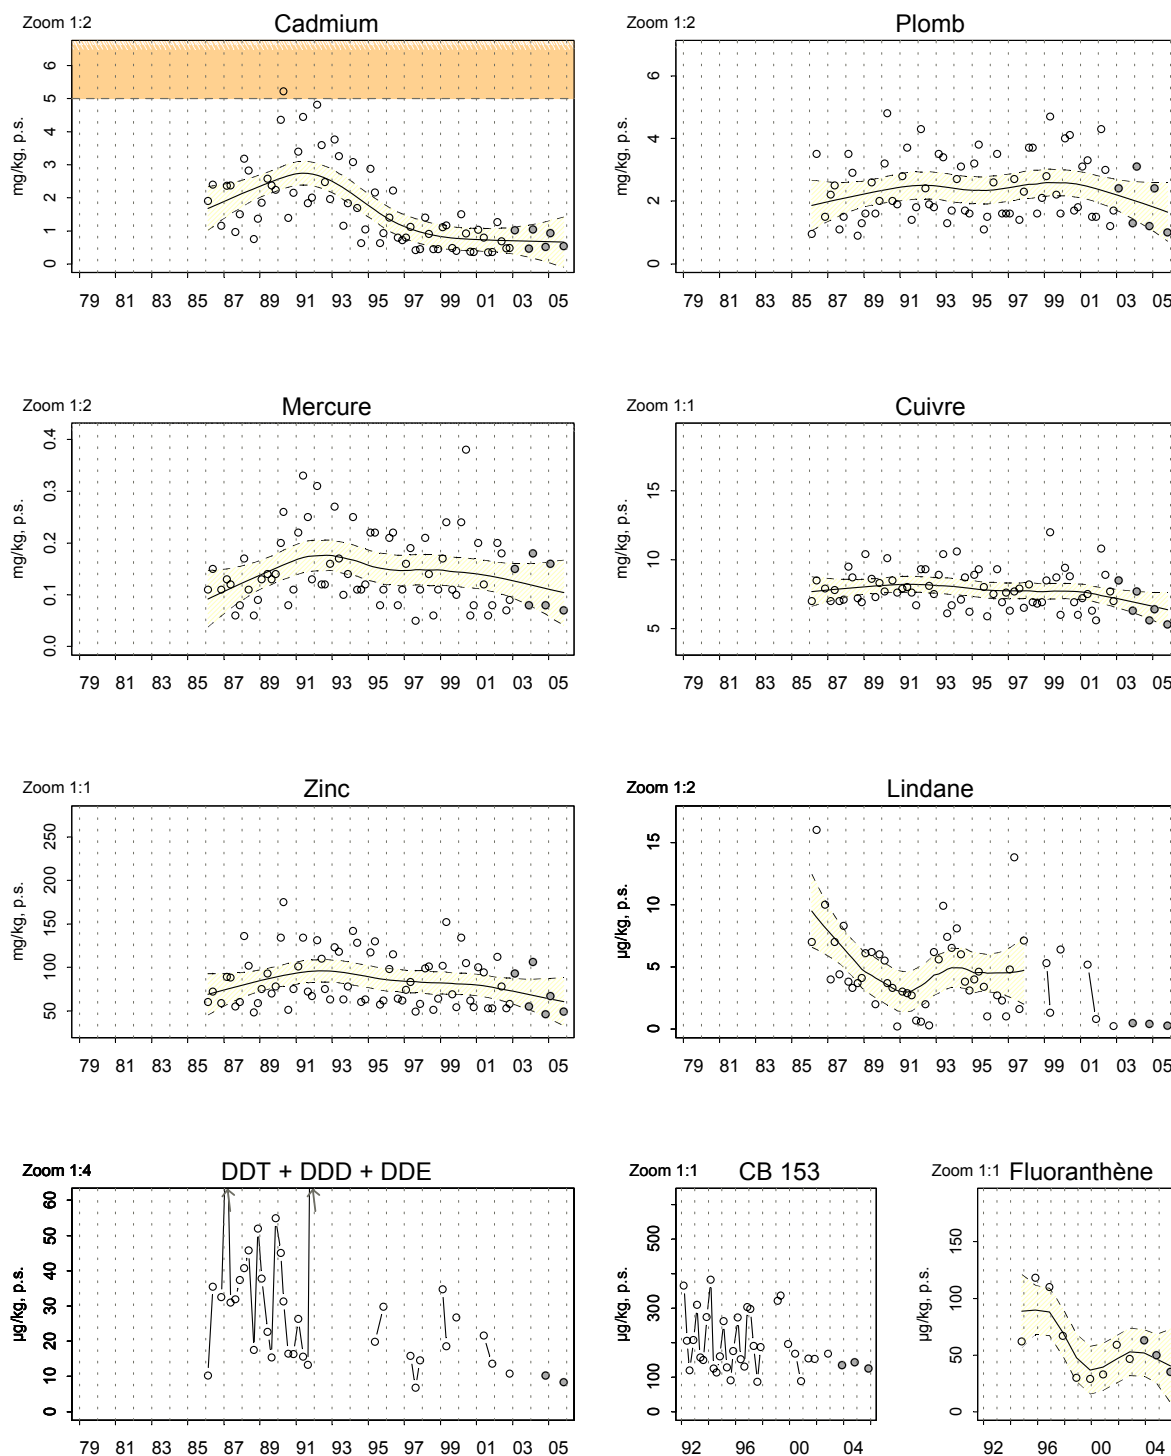 Zoom 1:2 Cadmium
mg/kg, p.s.
6
5
4
3
2
1
0
79 81 83 85 87 89 91 93 95 97 99 01 03 05
Zoom 1:2 Plomb
mg/kg, p.s.
6
4
2
0
79 81 83 85 87 89 91 93 95 97 99 01 03 05
Zoom 1:2 Mercure
mg/kg, p.s.
0.4
0.3
0.2
0.1
0.0
79 81 83 85 87 89 91 93 95 97 99 01 03 05
Zoom 1:1 Cuivre
mg/kg, p.s.
15
10
5
79 81 83 85 87 89 91 93 95 97 99 01 03 05
Zoom 1:1 Zinc
mg/kg, p.s.
250
200
150
100
50
79 81 83 85 87 89 91 93 95 97 99 01 03 05
Zoom 1:2 Lindane
µg/kg, p.s.
15
10
5
0
79 81 83 85 87 89 91 93 95 97 99 01 03 05
Zoom 1:4 DDT + DDD + DDE
µg/kg, p.s.
60
50
40
30
20
10
0
79 81 83 85 87 89 91 93 95 97 99 01 03 05
Zoom 1:1 CB 153
µg/kg, p.s.
500
300
100
0
92 96 00 04
Zoom 1:1 Fluoranthène
µg/kg, p.s.
150
100
50
0
92 96 00 04